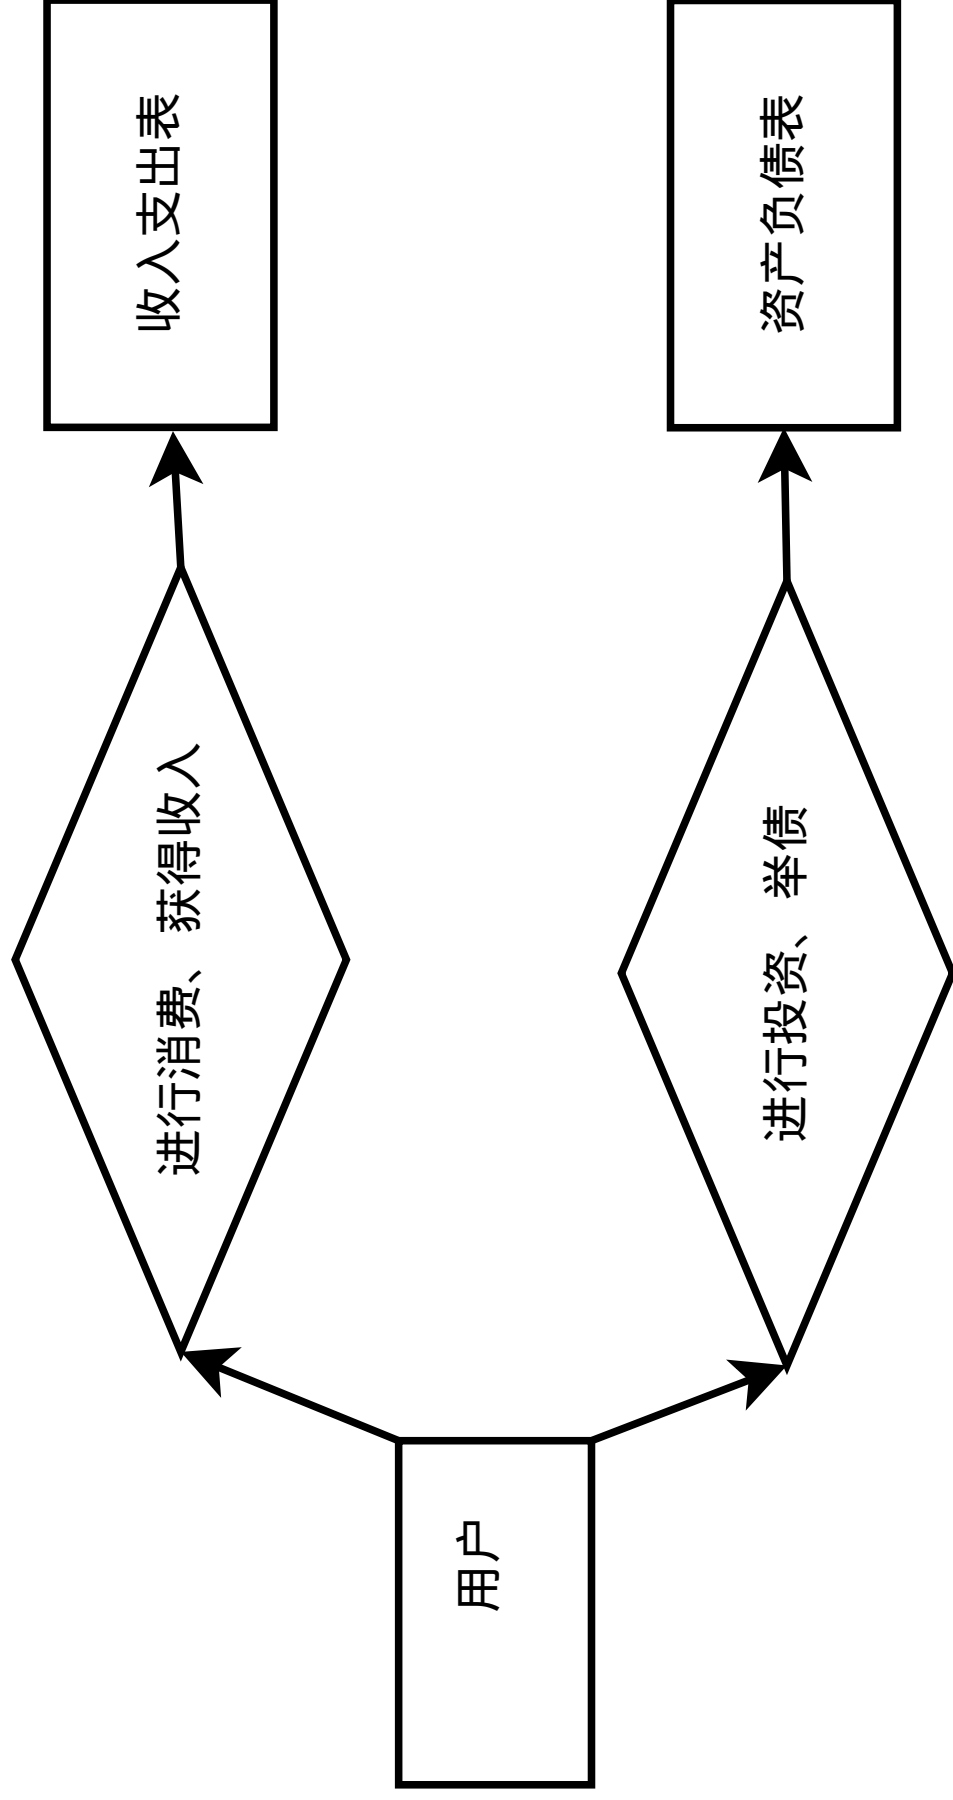 收入支出表
进行消费、获得收入
用户
进行投资、举债
资产负债表